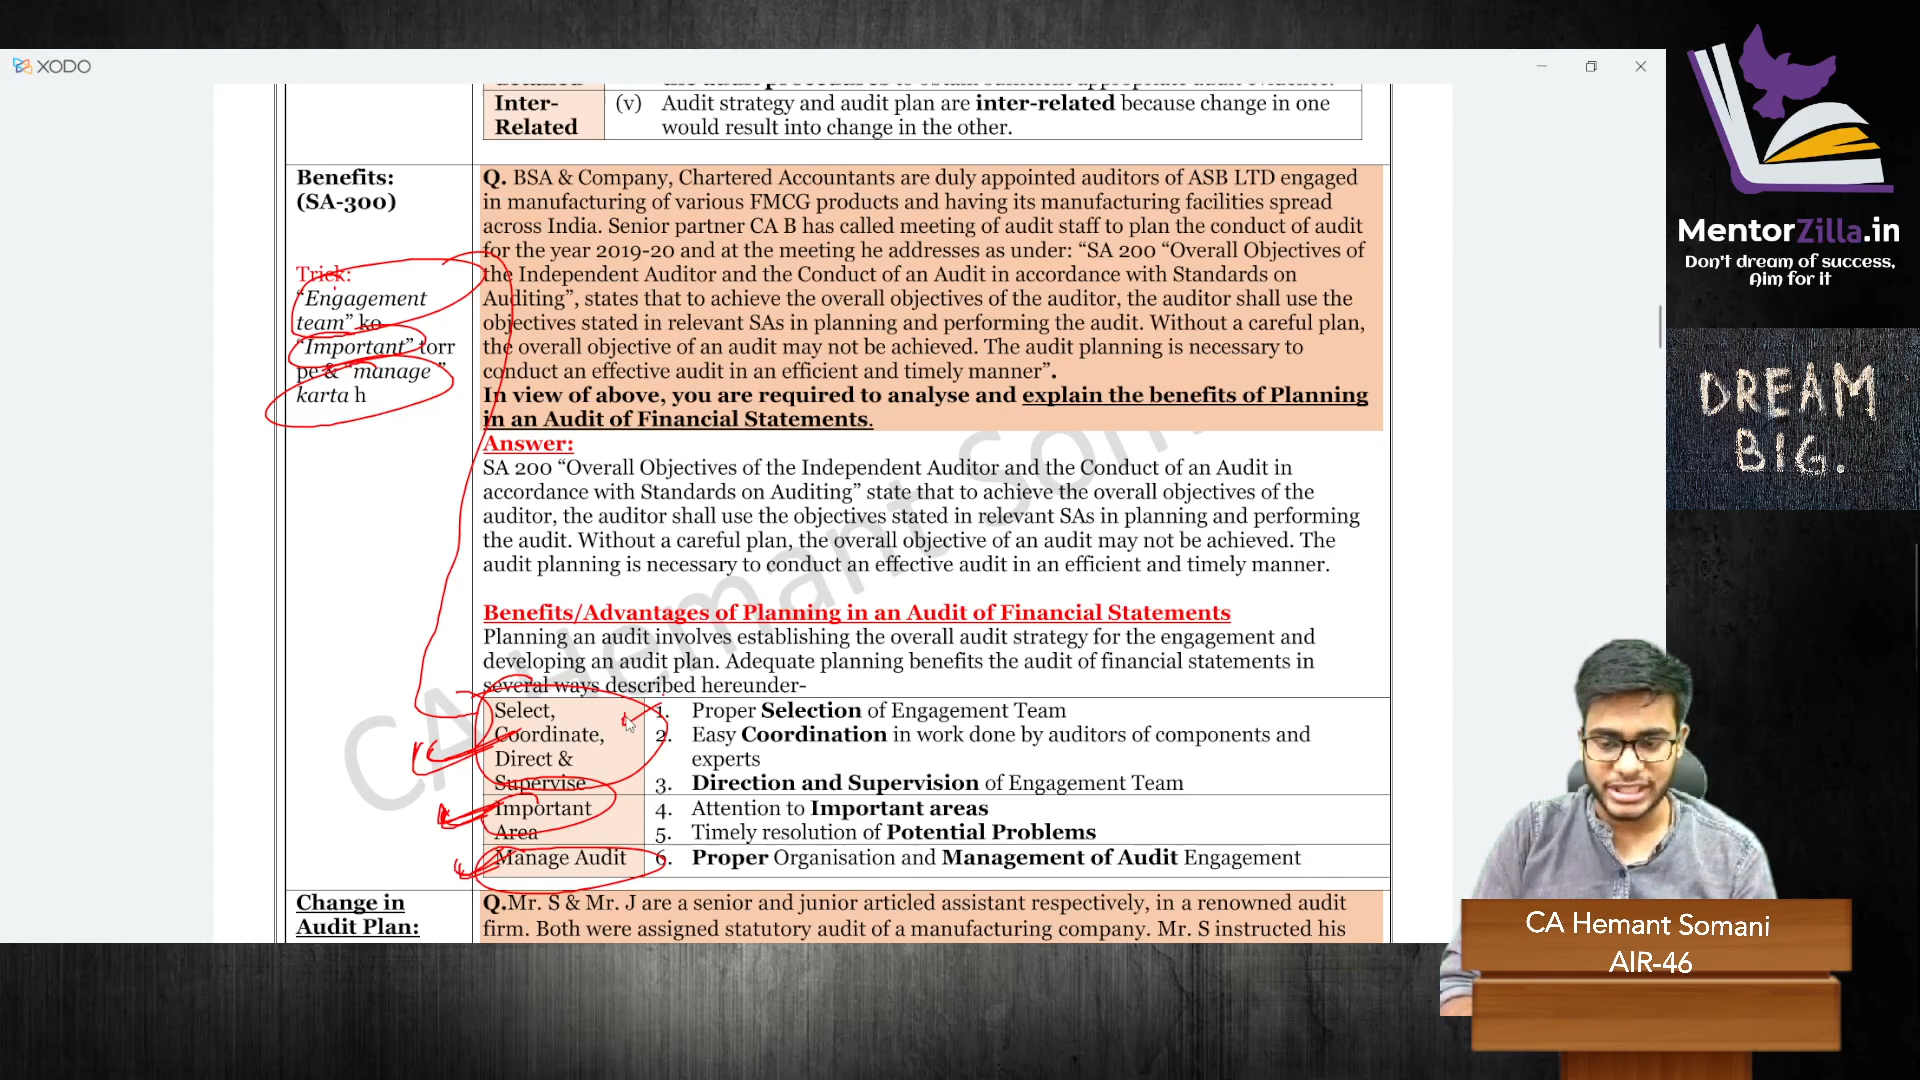 XODO
Inter-
Related
(v) Audit strategy and audit plan are inter-related because change in one
would result into change in the other.
Benefits:
(SA-300)
Trick:
“Engagement
team” ko
“Important” torr
pe & “manage”
karta h
Q. BSA & Company, Chartered Accountants are duly appointed auditors of ASB LTD engaged
in manufacturing of various FMCG products and having its manufacturing facilities spread
across India. Senior partner CA B has called meeting of audit staff to plan the conduct of audit
for the year 2019-20 and at the meeting he addresses as under: “SA 200 “Overall Objectives of
the Independent Auditor and the Conduct of an Audit in accordance with Standards on
Auditing”, states that to achieve the overall objectives of the auditor, the auditor shall use the
objectives stated in relevant SAs in planning and performing the audit. Without a careful plan,
the overall objective of an audit may not be achieved. The audit planning is necessary to
conduct an effective audit in an efficient and timely manner”.
In view of above, you are required to analyse and explain the benefits of Planning
in an Audit of Financial Statements.
Answer:
SA 200 “Overall Objectives of the Independent Auditor and the Conduct of an Audit in
accordance with Standards on Auditing” state that to achieve the overall objectives of the
auditor, the auditor shall use the objectives stated in relevant SAs in planning and performing
the audit. Without a careful plan, the overall objective of an audit may not be achieved. The
audit planning is necessary to conduct an effective audit in an efficient and timely manner.
Benefits/Advantages of Planning in an Audit of Financial Statements
Planning an audit involves establishing the overall audit strategy for the engagement and
developing an audit plan. Adequate planning benefits the audit of financial statements in
several ways described hereunder-
Select,
Coordinate,
Direct &
Supervise
1. Proper Selection of Engagement Team
2. Easy Coordination in work done by auditors of components and
experts
3. Direction and Supervision of Engagement Team
Important
Area
4. Attention to Important areas
5. Timely resolution of Potential Problems
Manage Audit
6. Proper Organisation and Management of Audit Engagement
Change in
Audit Plan:
Q.Mr. S & Mr. J are a senior and junior articled assistant respectively, in a renowned audit
firm. Both were assigned statutory audit of a manufacturing company. Mr. S instructed his
CA Hemant Som
MentorZilla.in
Don't dream of success,
Aim for it
DREAM
BIG.
CA Hemant Somani
AIR-46